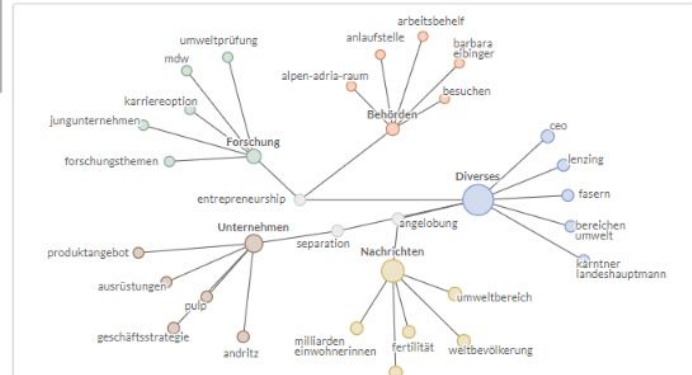 arbeitsbehelf
umweltprüfung
anlaufstelle
barbara
eibinger
mdw
alpen-adria-raum
besuchen
karriereoption
jungunternehmen
Behörden
ceo
Forschung
forschungsthemen
lenzing
Diverses
fasern
entrepreneurship
angelobung
bereichen
umwelt
Unternehmen
separation
produktangebot
Nachrichten
kärntner
landeshauptmann
ausrüstungen
umweltbereich
pulp
geschäftsstrategie
milliarden
einwohnerinnen
fertilität
weltbevölkerung
andritz